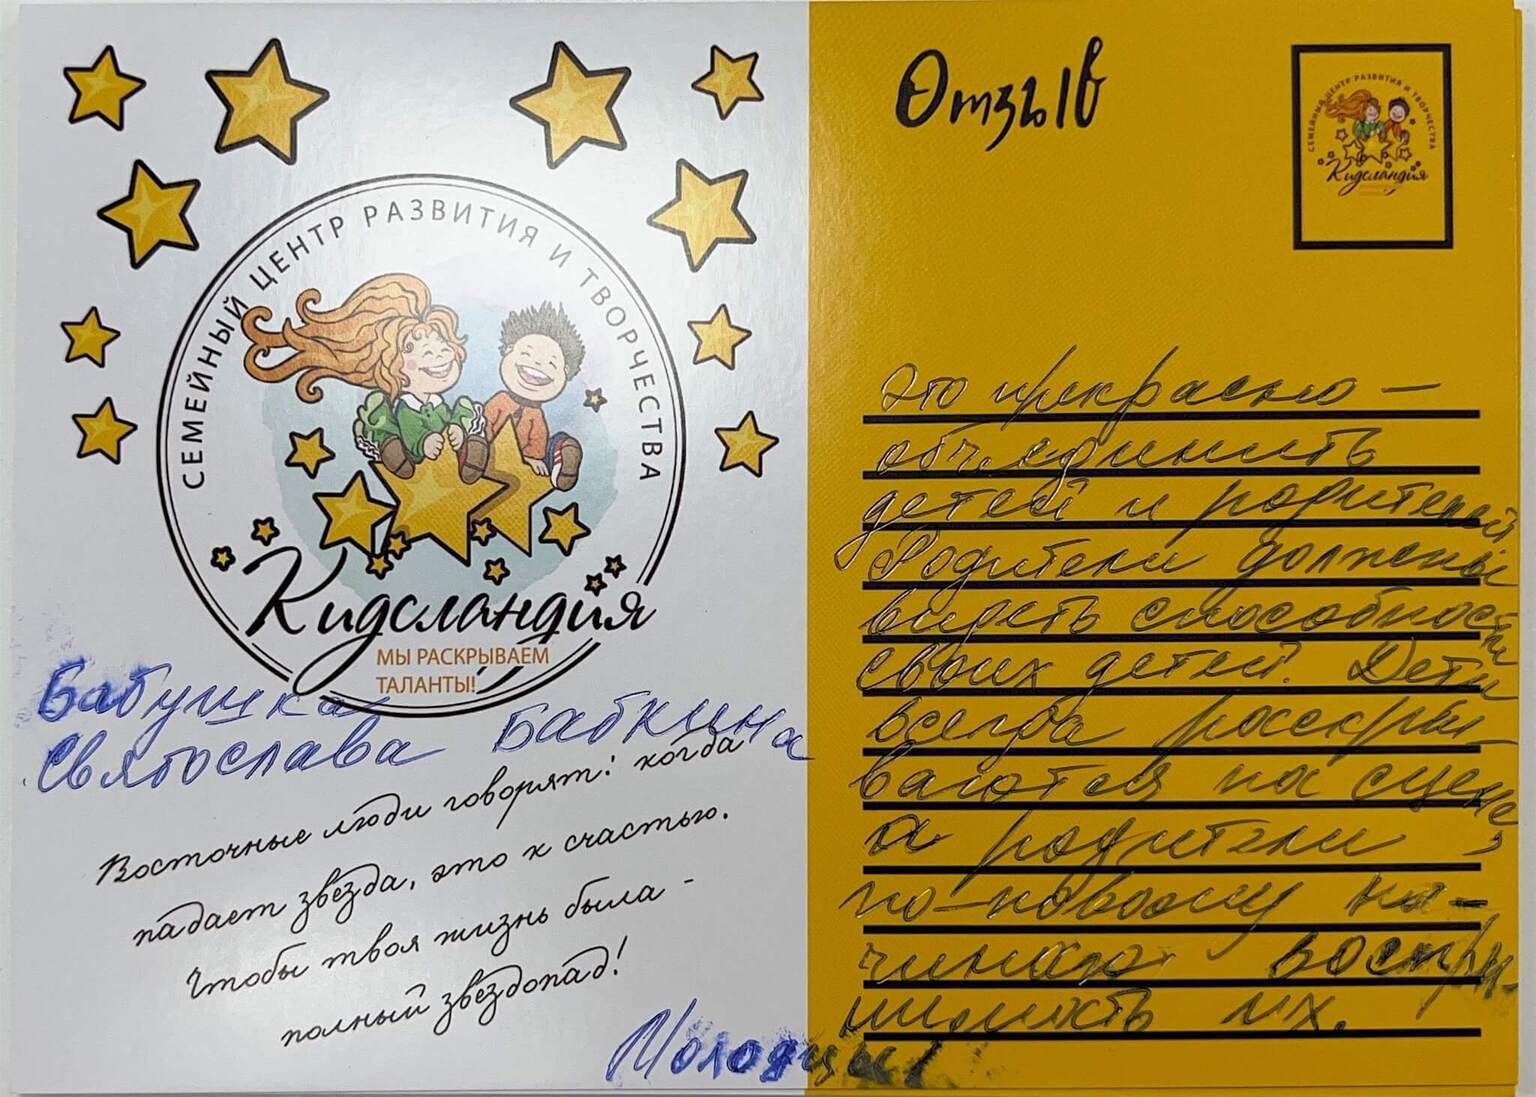 СЕМЕЙНЫЙ ЦЕНТР РАЗВИТИЯ И ТВОРЧЕСТВА
Кидсландия
МЫ РАСКРЫВАЕМ
ТАЛАНТЫ!
Бабушка
Святослава Бабкина
Восточные люди говорят: когда
падает звезда, это к счастью.
Чтобы твоя жизнь была -
полный звездопад!
Молодцы!
Отзыв
СЕМЕЙНЫЙ ЦЕНТР РАЗВИТИЯ И ТВОРЧЕСТВА
Кидсландия
Это прекрасно –
объединить
детей и родителей
Родители должны
видеть способности
своих детей. Дети
всегда раскры-
ваются на сцене,
а родители
по-новому на-
чинают воспри-
нимать их.